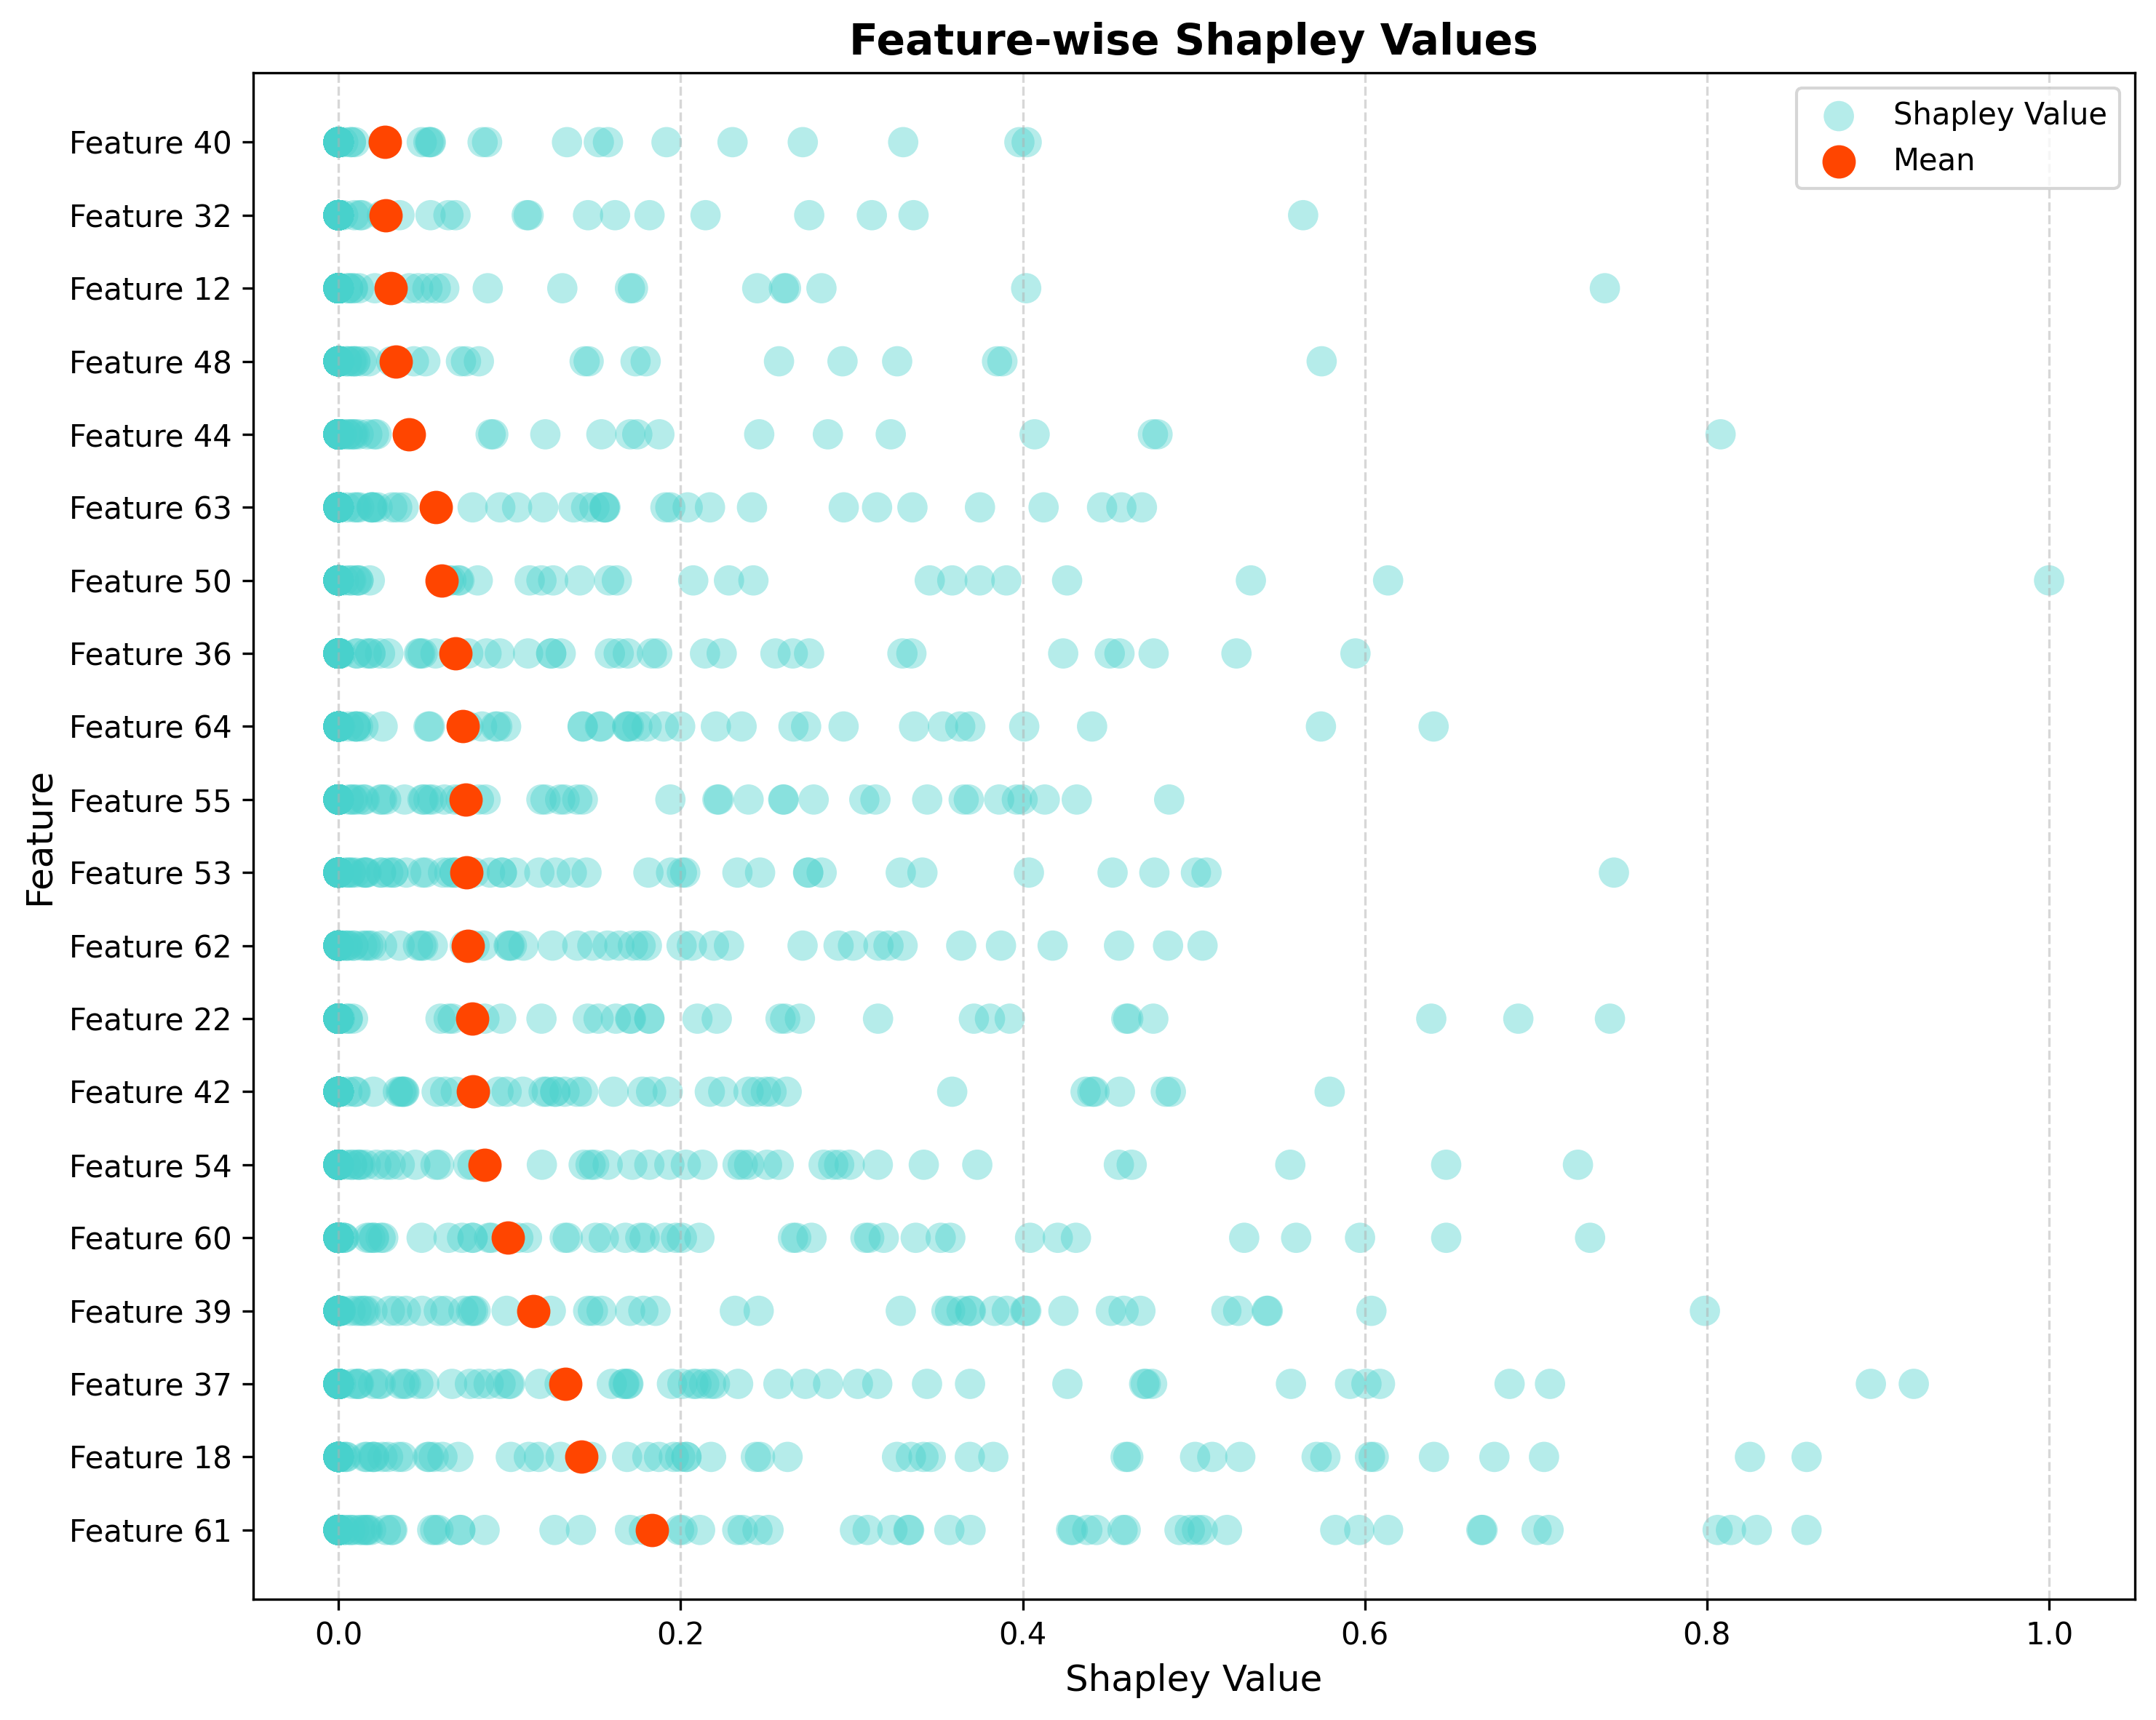 Feature-wise Shapley Values
Shapley Value
Mean
Feature
Feature 40
Feature 32
Feature 12
Feature 48
Feature 44
Feature 63
Feature 50
Feature 36
Feature 64
Feature 55
Feature 53
Feature 62
Feature 22
Feature 42
Feature 54
Feature 60
Feature 39
Feature 37
Feature 18
Feature 61
0.0 0.2 0.4 0.6 0.8 1.0
Shapley Value